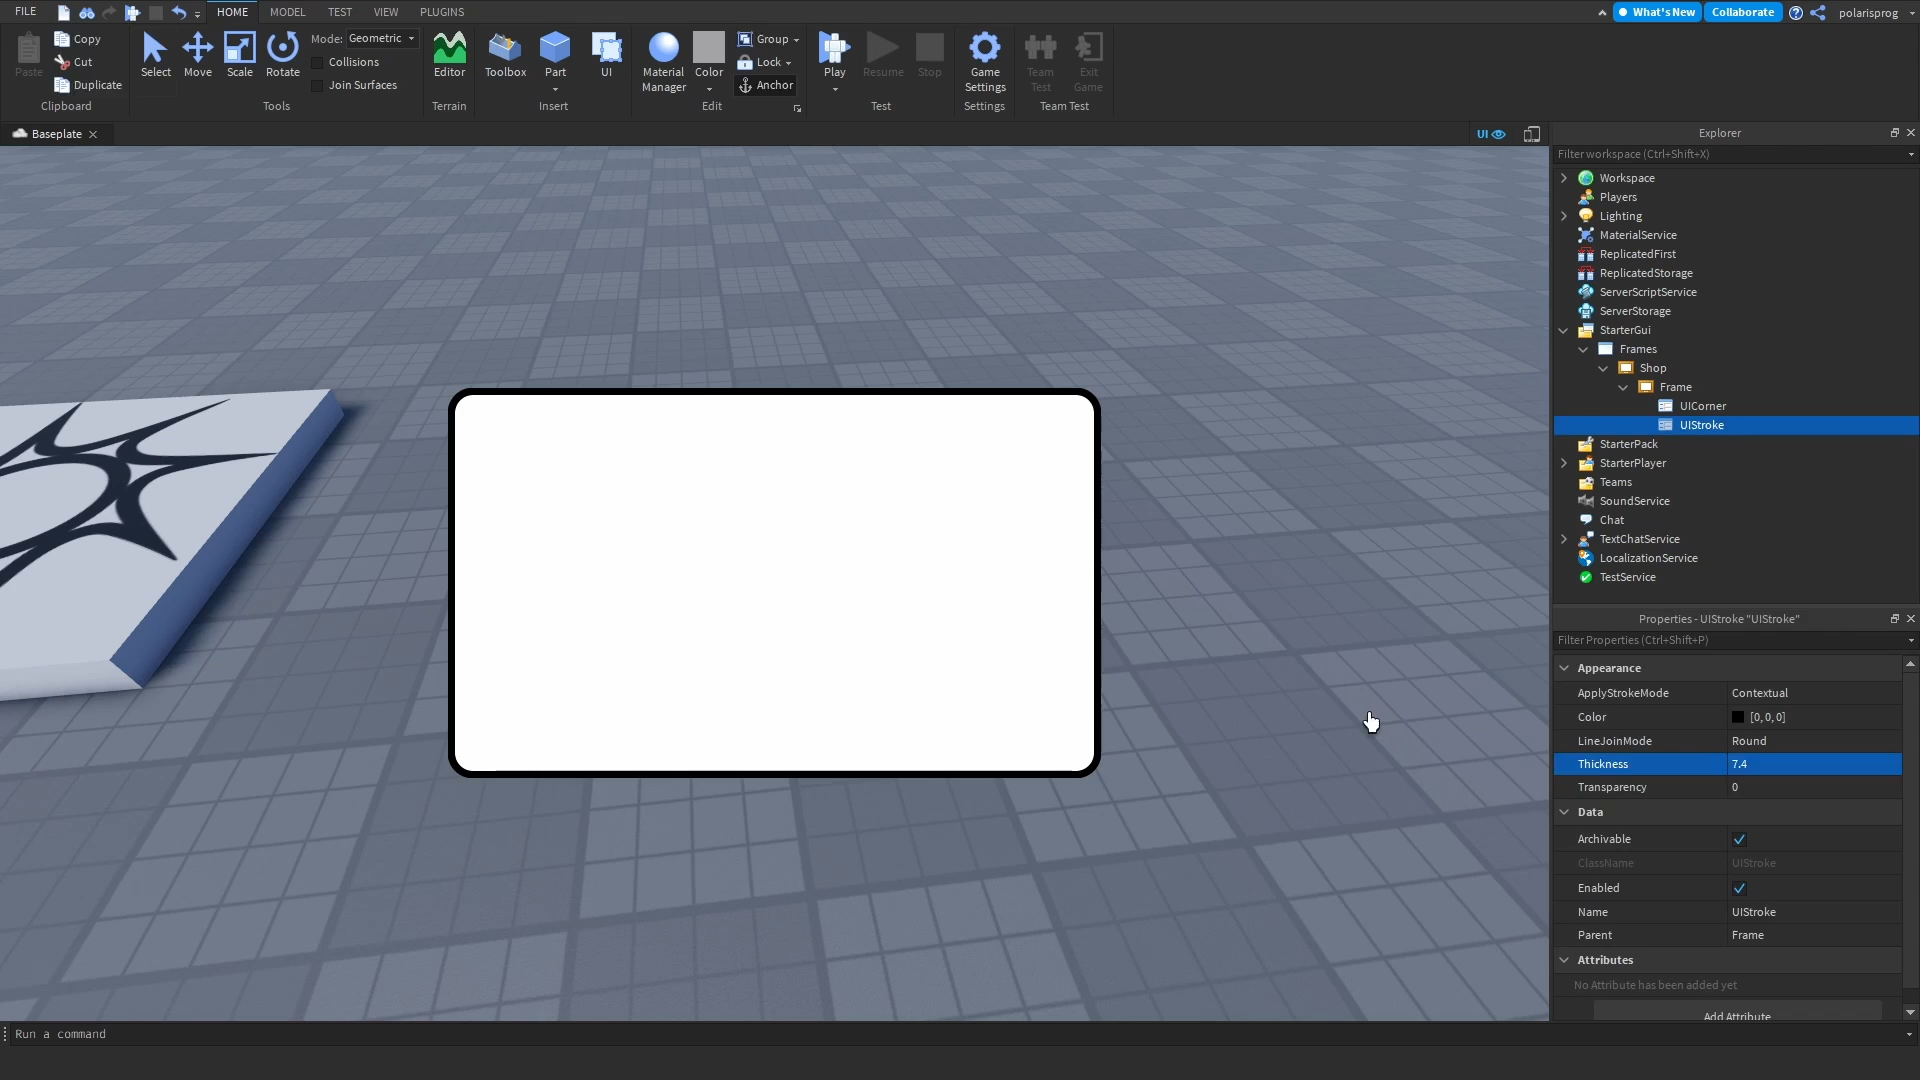 FILE HOME MODEL TEST VIEW PLUGINS What's New Collaborate polarisprog
Paste Copy Cut Duplicate Clipboard
Select Move Scale Rotate Mode: Geometric Collisions Join Surfaces Tools
Editor Terrain
Toolbox Part UI Insert
Material Manager Color Group Lock Anchor Edit
Play Resume Stop Test
Game Settings Settings
Team Test Exit Game Team Test
Baseplate UI
Explorer
Filter workspace (Ctrl+Shift+X)
Workspace
Players
Lighting
MaterialService
ReplicatedFirst
ReplicatedStorage
ServerScriptService
ServerStorage
StarterGui
Frames
Shop
Frame
UICorner
UIStroke
StarterPack
StarterPlayer
Teams
SoundService
Chat
TextChatService
LocalizationService
TestService
Properties - UIStroke "UIStroke"
Filter Properties (Ctrl+Shift+P)
Appearance
ApplyStrokeMode Contextual
Color [0, 0, 0]
LineJoinMode Round
Thickness 7.4
Transparency 0
Data
Archivable
ClassName UIStroke
Enabled
Name UIStroke
Parent Frame
Attributes
No Attribute has been added yet
Add Attribute
Run a command